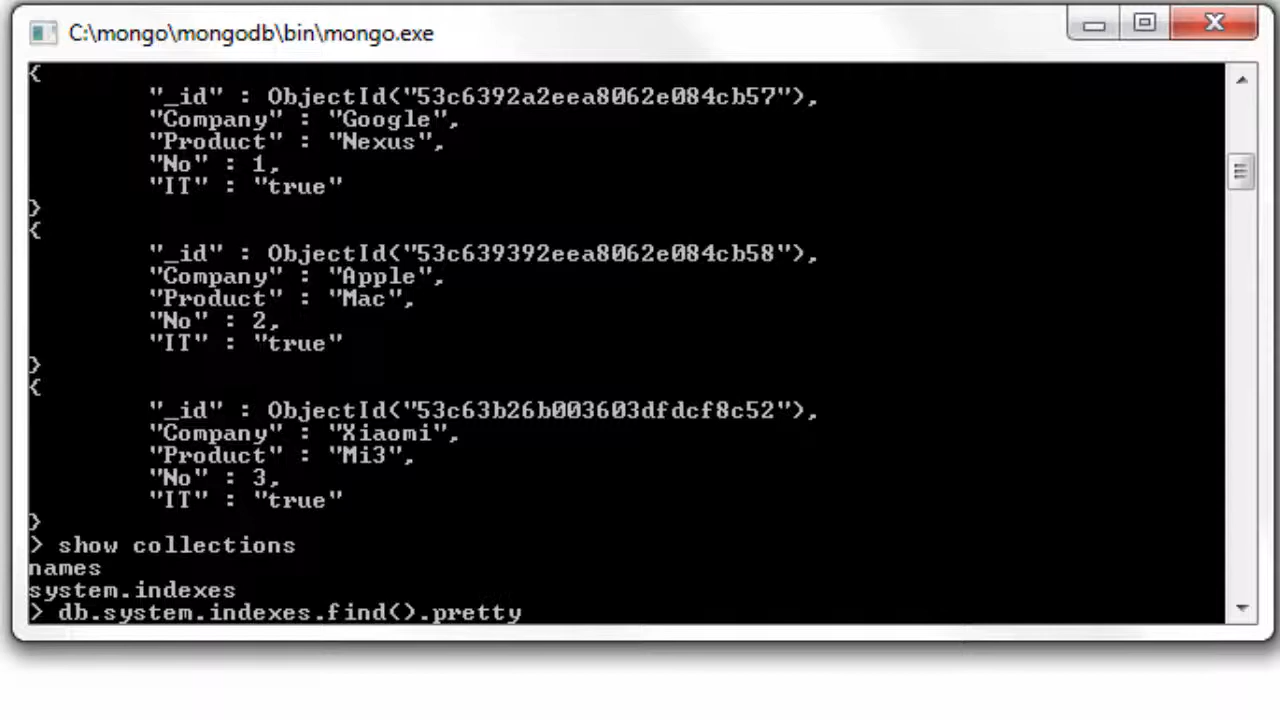 C:\mongo\mongodb\bin\mongo.exe
{
"_id" : ObjectId("53c6392a2eea8062e084cb57"),
"Company" : "Google",
"Product" : "Nexus",
"No" : 1,
"IT" : "true"
}
{
"_id" : ObjectId("53c639392eea8062e084cb58"),
"Company" : "Apple",
"Product" : "Mac",
"No" : 2,
"IT" : "true"
}
{
"_id" : ObjectId("53c63b26b003603dfdcf8c52"),
"Company" : "Xiaomi",
"Product" : "Mi3",
"No" : 3,
"IT" : "true"
}
> show collections
names
system.indexes
> db.system.indexes.find().pretty